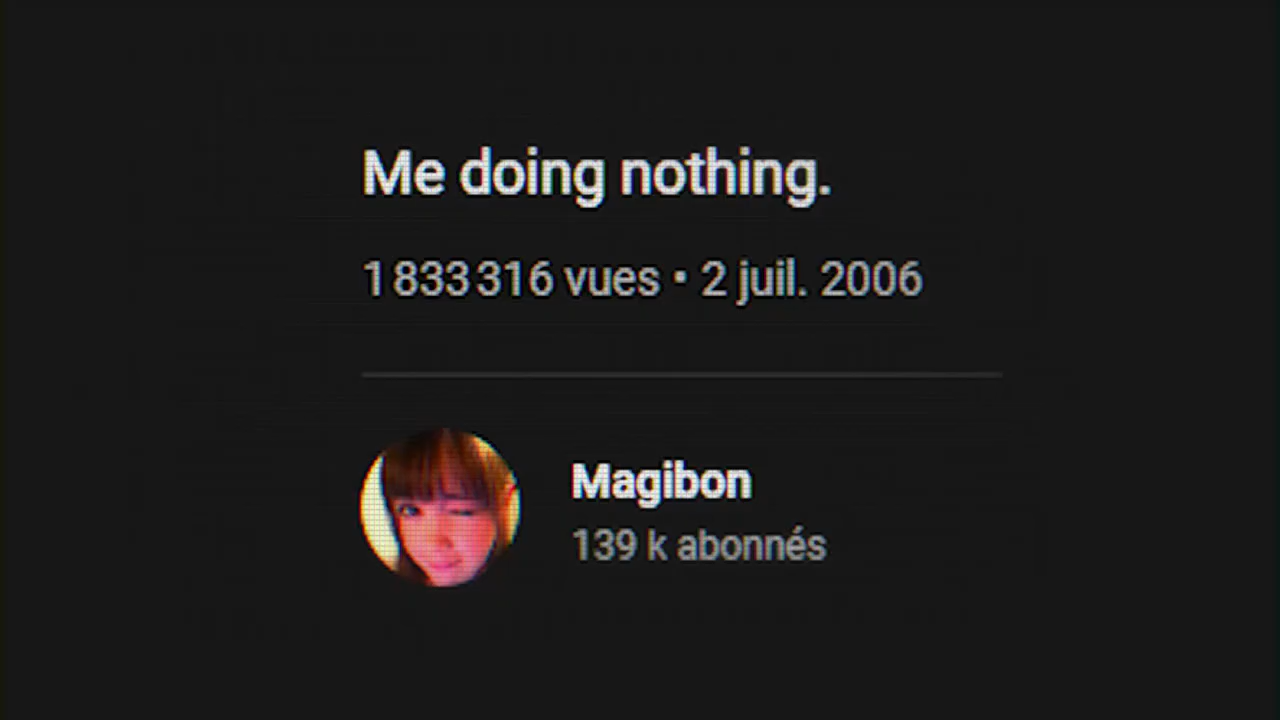 Me doing nothing.
1 833 316 vues • 2 juil. 2006
Magibon
139 k abonnés